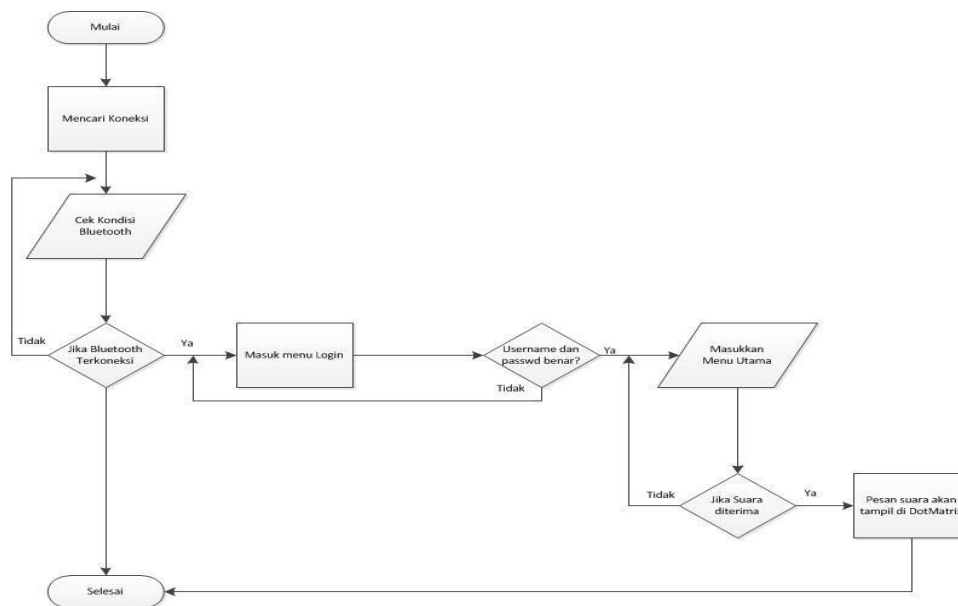 Mulai
Mencari Koneksi
Cek Kondisi
Bluetooth
Jika Bluetooth
Terkoneksi
Tidak
Ya
Masuk menu Login
Username dan
passwd benar?
Tidak
Ya
Masukkan
Menu Utama
Jika Suara
diterima
Tidak
Ya
Pesan suara akan
tampil di DotMatrix
Selesai